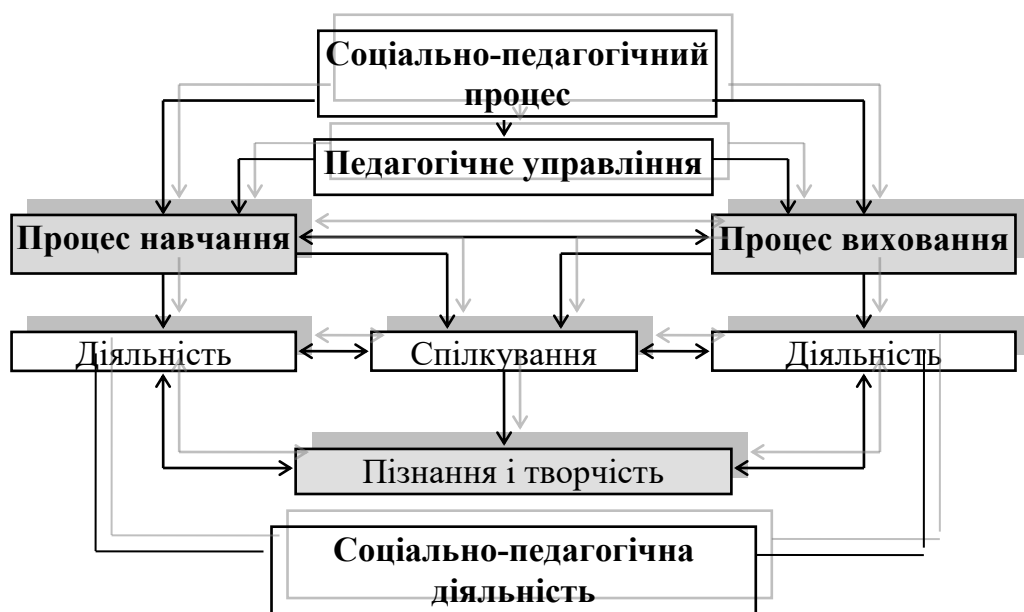 Соціально-педагогічний
процес
Педагогічне управління
Процес навчання
Процес виховання
Діяльність
Спілкування
Діяльність
Пізнання і творчість
Соціально-педагогічна
діяльність